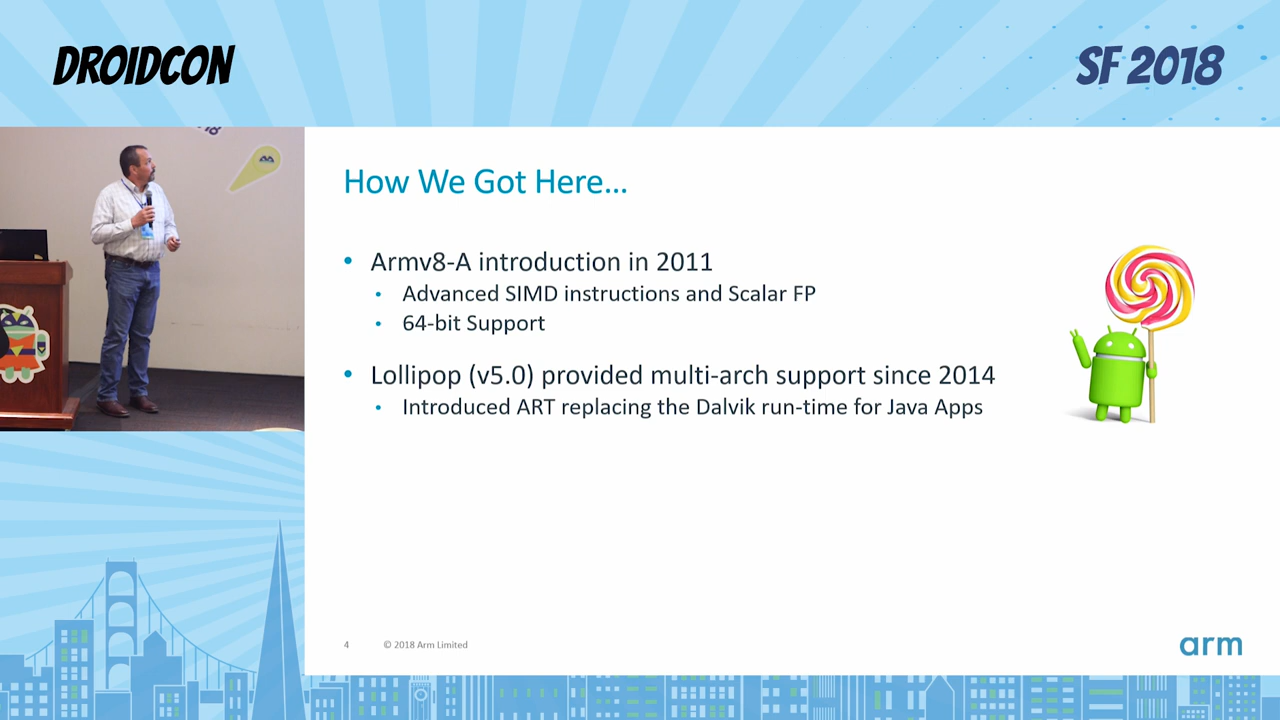 DROIDCON
SF 2018
How We Got Here...
• Armv8-A introduction in 2011
• Advanced SIMD instructions and Scalar FP
• 64-bit Support
• Lollipop (v5.0) provided multi-arch support since 2014
• Introduced ART replacing the Dalvik run-time for Java Apps
4
© 2018 Arm Limited
arm